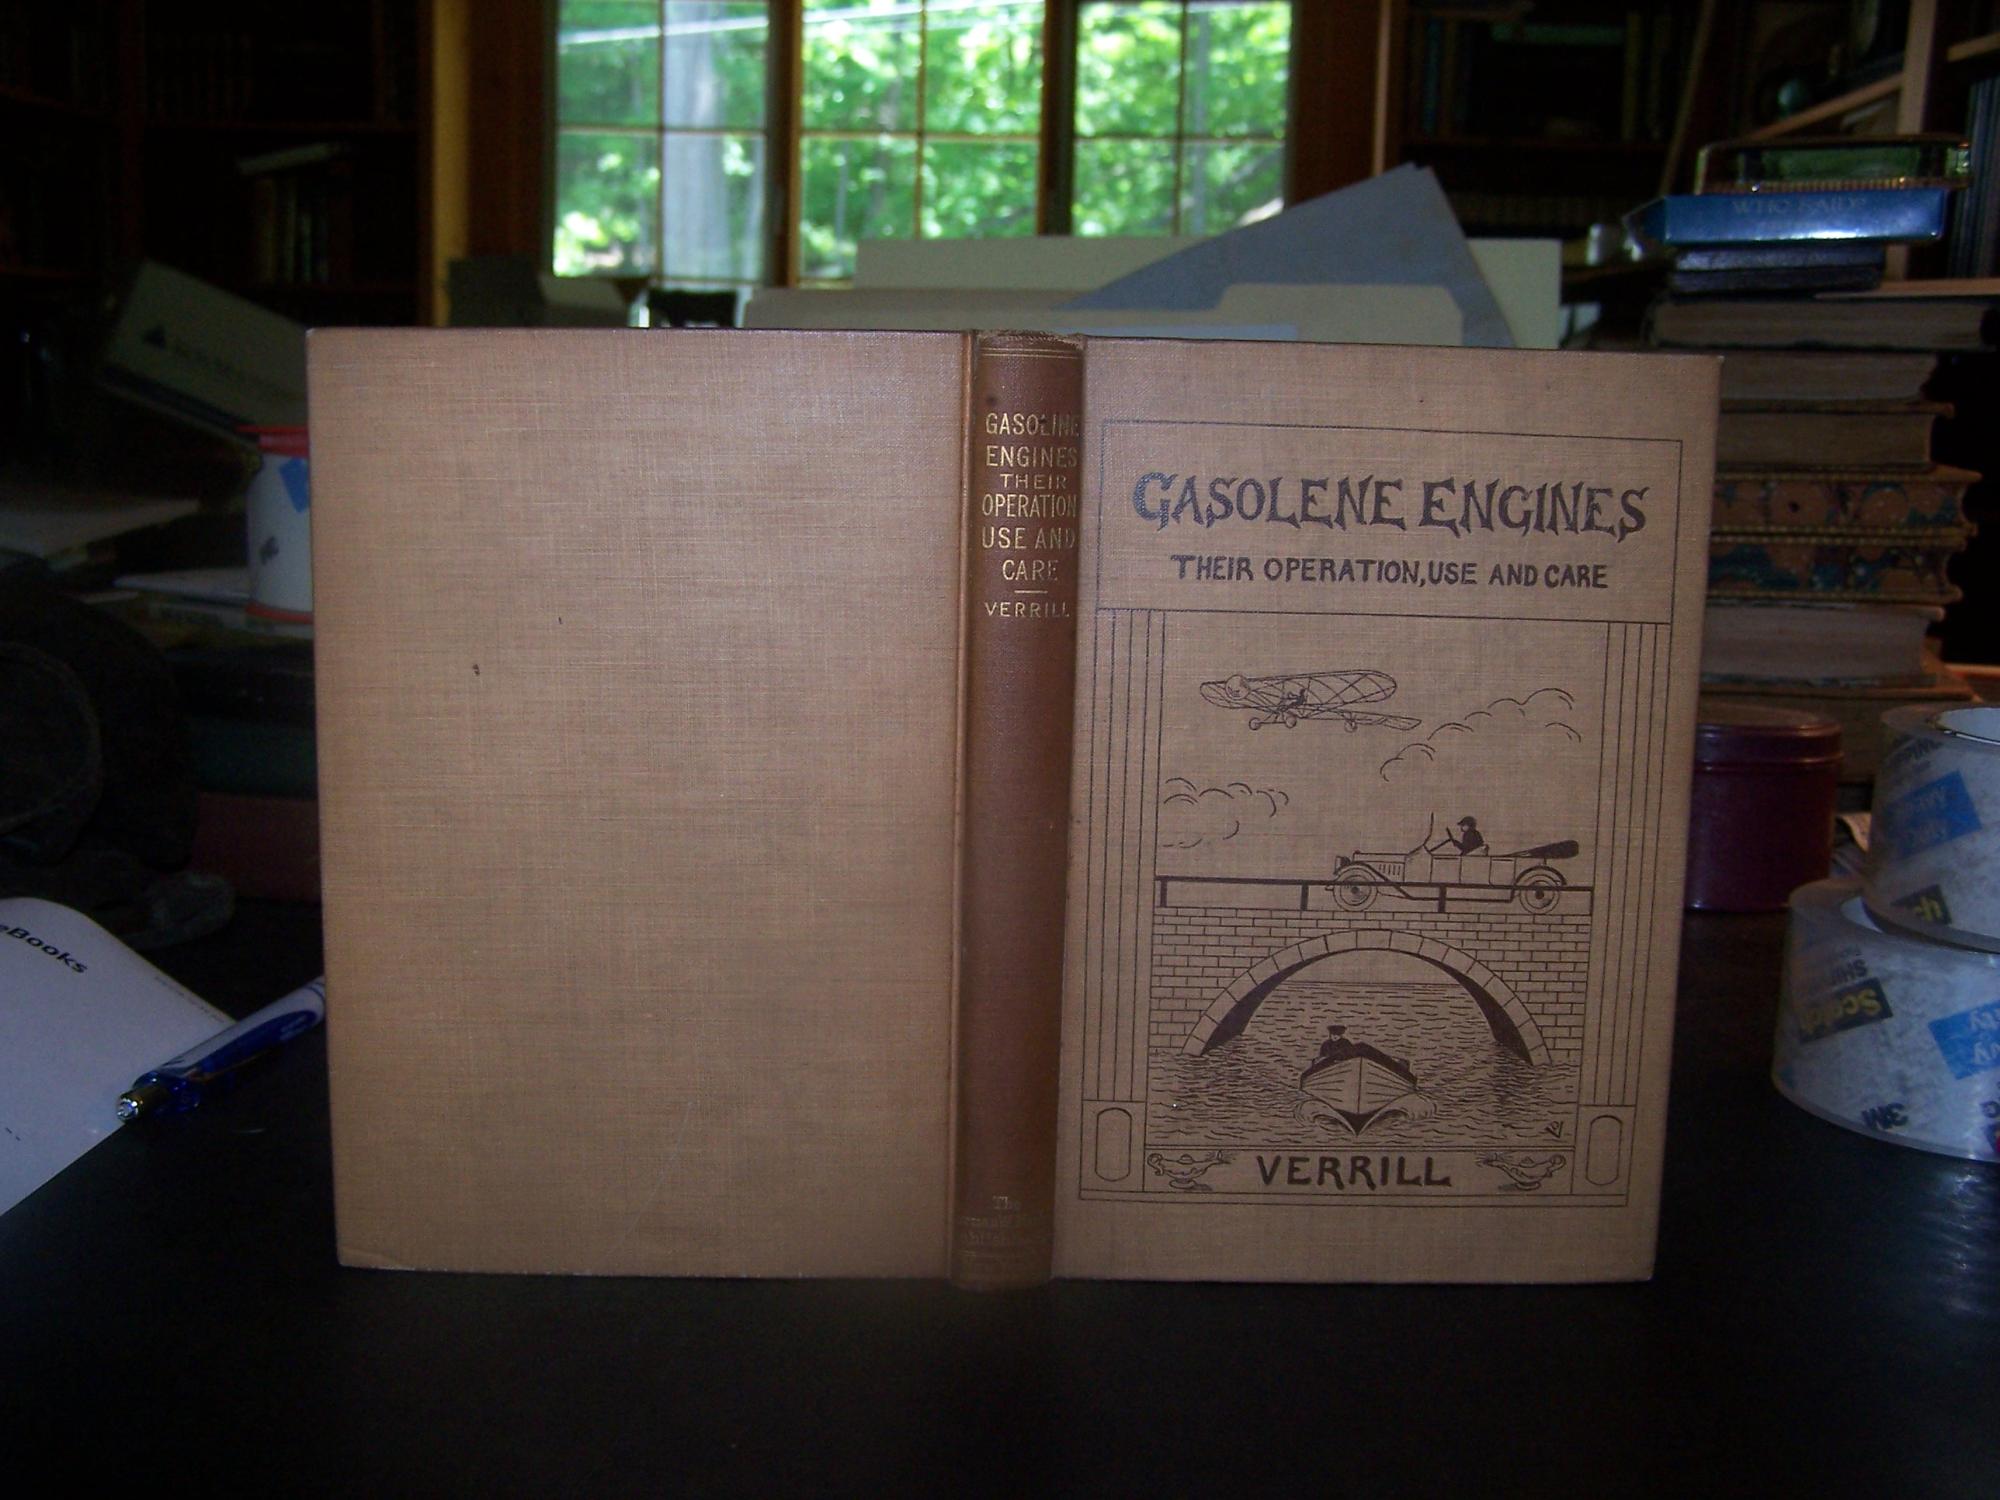 GASOLINE
ENGINES
THEIR
OPERATION
USE AND
CARE
VERRILL
The
GASOLENE ENGINES
THEIR OPERATION, USE AND CARE
VERRILL
WHO SAID?
eBooks
Scotch
3M